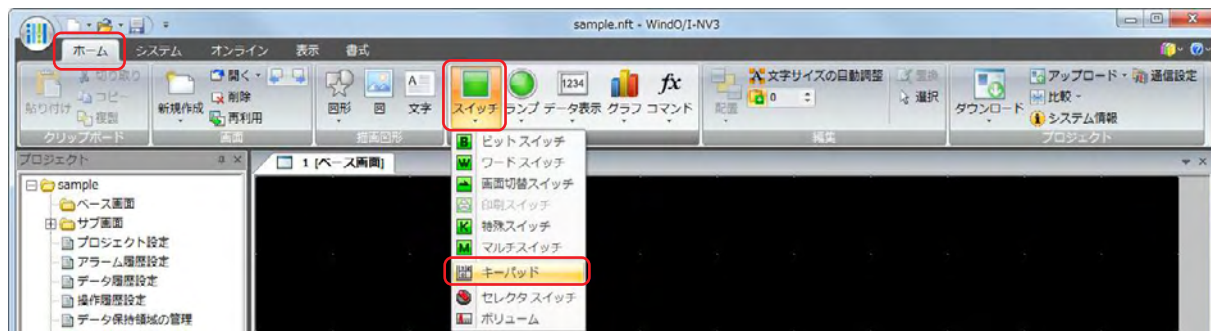 sample.nft - WindO/I-NV3
ホーム システム オンライン 表示 書式
切り取り 開く 1234 fx 文字サイズの自動調整 置換 アップロード 通信設定
コピー 削除 A 0 選択 比較
貼り付け 複製 新規作成 再利用 図形 図 文字 スイッチ ランプ データ表示 グラフ コマンド 配置 ダウンロード システム情報
クリップボード 画面 描画図形 編集 プロジェクト
プロジェクト 1 [ベース画面]
B ビットスイッチ
W ワードスイッチ
画面切替スイッチ
印刷スイッチ
K 特殊スイッチ
M マルチスイッチ
キーパッド
セレクタスイッチ
ボリューム
sample
ベース画面
サブ画面
プロジェクト設定
アラーム履歴設定
データ履歴設定
操作履歴設定
データ保持領域の管理